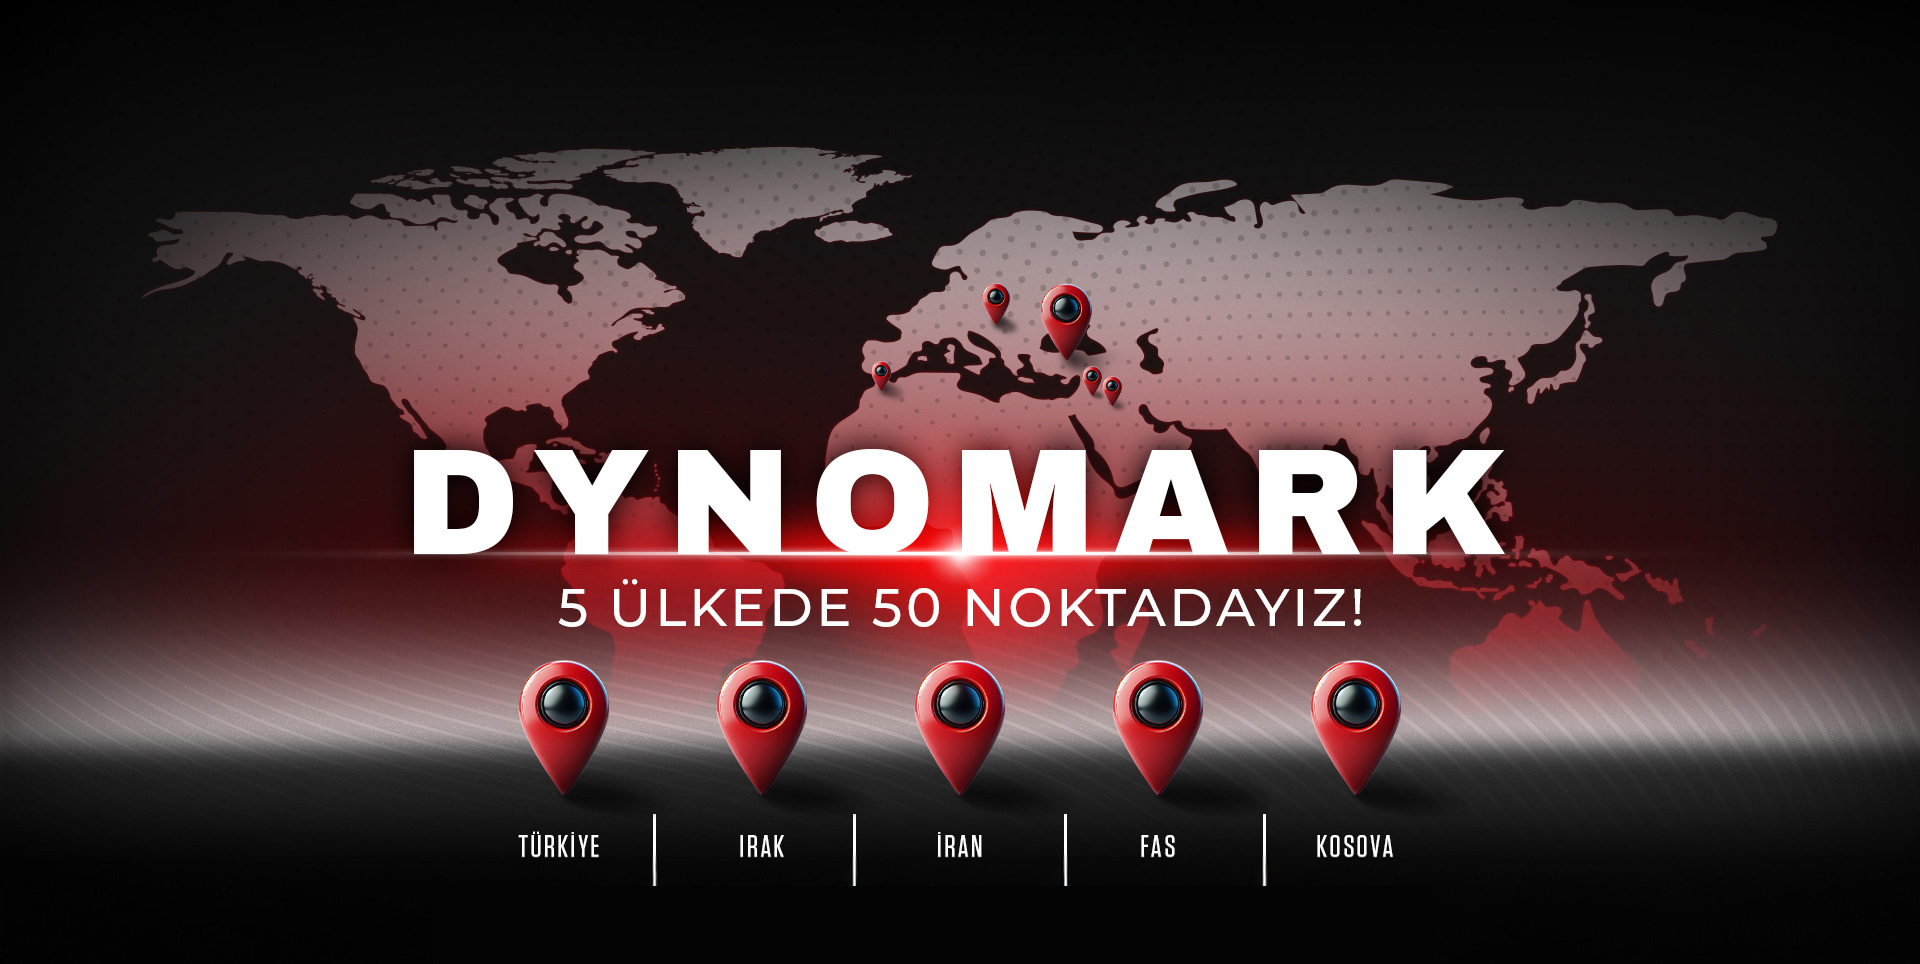 DYNOMARK
5 ÜLKEDE 50 NOKTADAYIZ!
TÜRKİYE
IRAK
İRAN
FAS
KOSOVA